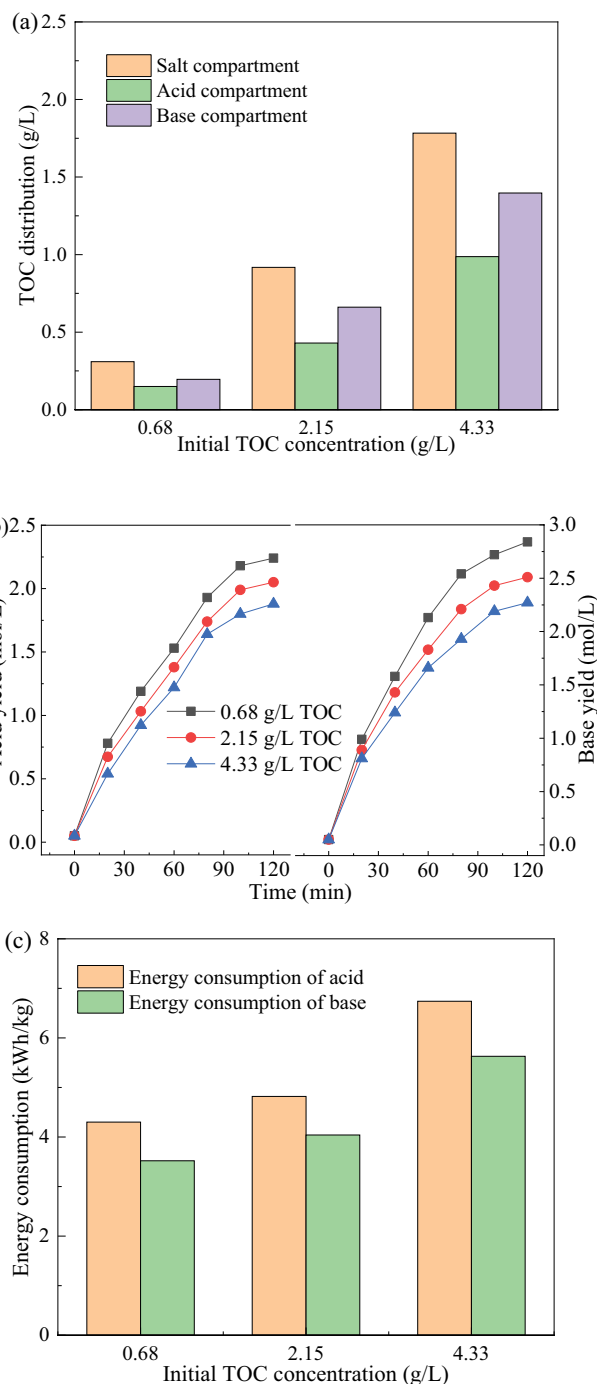 (a)
2.5
2.0
1.5
1.0
0.5
0.0
TOC distribution (g/L)
Salt compartment
Acid compartment
Base compartment
0.68 2.15 4.33
Initial TOC concentration (g/L)
2.5
2.0
1.5
1.0
0.5
0.0
3.0
2.5
2.0
1.5
1.0
0.5
0.0
Base yield (mol/L)
0.68 g/L TOC
2.15 g/L TOC
4.33 g/L TOC
0 30 60 90 120 0 30 60 90 120
Time (min)
(c)
8
6
4
2
0
Energy consumption (kWh/kg)
Energy consumption of acid
Energy consumption of base
0.68 2.15 4.33
Initial TOC concentration (g/L)